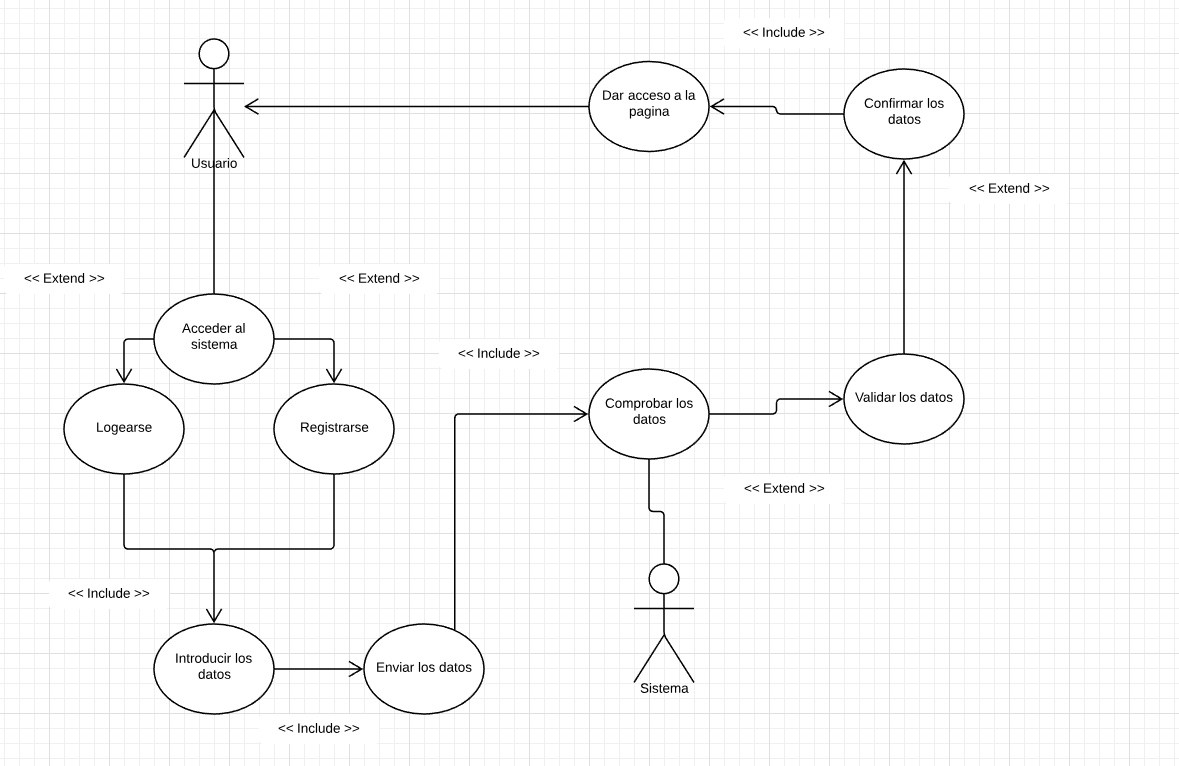 << Include >>
Dar acceso a la
pagina
Confirmar los
datos
Usuario
<< Extend >>
<< Extend >>
<< Extend >>
Acceder al
sistema
<< Include >>
Logearse
Registrarse
Comprobar los
datos
Validar los datos
<< Extend >>
<< Include >>
Introducir los
datos
Enviar los datos
Sistema
<< Include >>